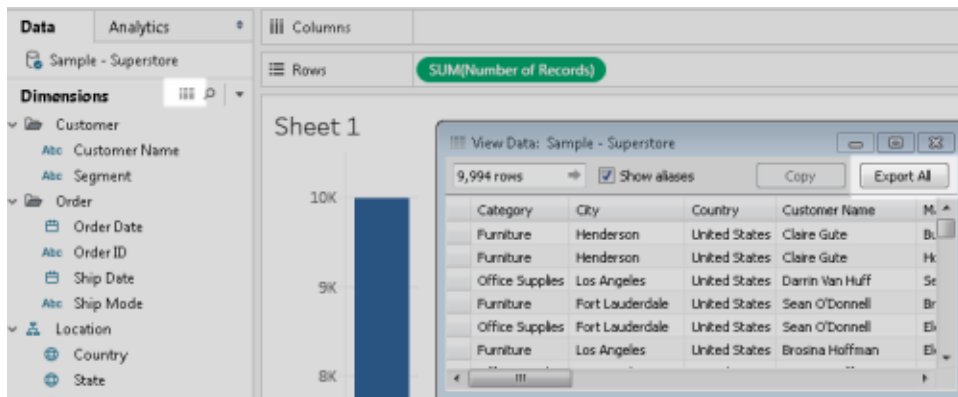 Data Analytics
Columns
Sample - Superstore
Rows SUM(Number of Records)
Dimensions
Customer
Abc Customer Name
Abc Segment
Order
Order Date
Abc Order ID
Ship Date
Abc Ship Mode
Location
Country
State
Sheet 1
10K
9K
8K
View Data: Sample - Superstore
9,994 rows Show aliases Copy Export All
Category City Country Customer Name
Furniture Henderson United States Claire Gute
Furniture Henderson United States Claire Gute
Office Supplies Los Angeles United States Darrin Van Huff
Furniture Fort Lauderdale United States Sean O'Donnell
Office Supplies Fort Lauderdale United States Sean O'Donnell
Furniture Los Angeles United States Brosina Hoffman